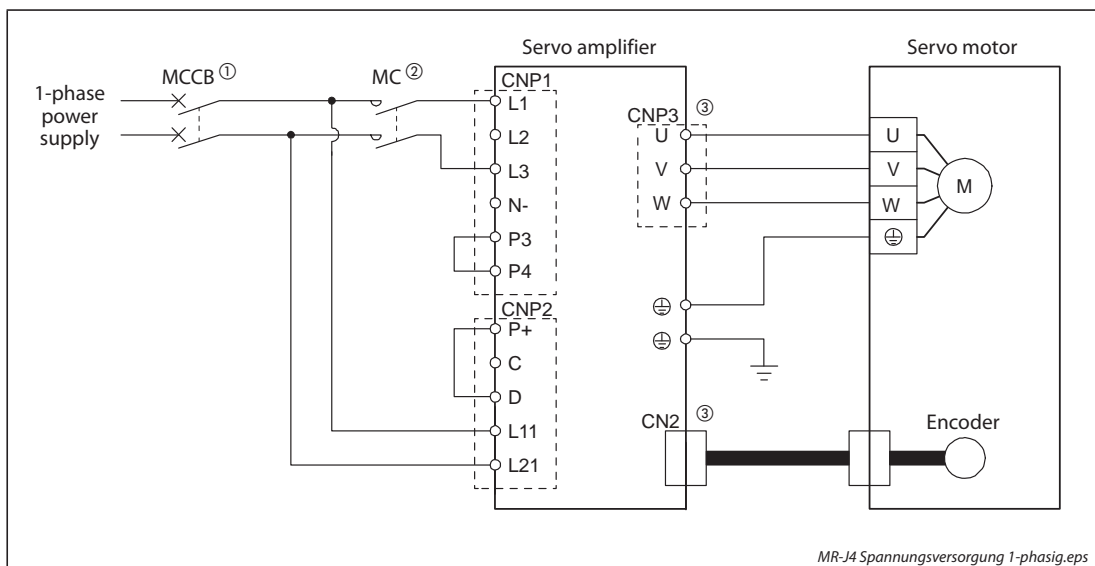 Servo amplifier
Servo motor
MCCB ①
MC ②
1-phase
power
supply
CNP1
L1
L2
L3
N-
P3
P4
CNP2
P+
C
D
L11
L21
CNP3 ③
U
V
W
CN2 ③
U
V
W
M
Encoder
MR-J4 Spannungsversorgung 1-phasig.eps